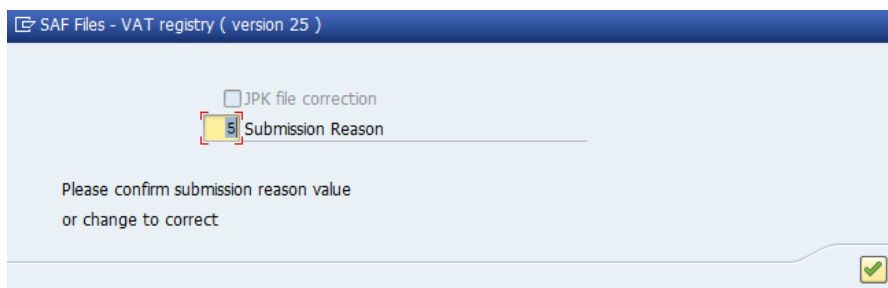 SAF Files - VAT registry ( version 25 )
JPK file correction
5 Submission Reason
Please confirm submission reason value
or change to correct